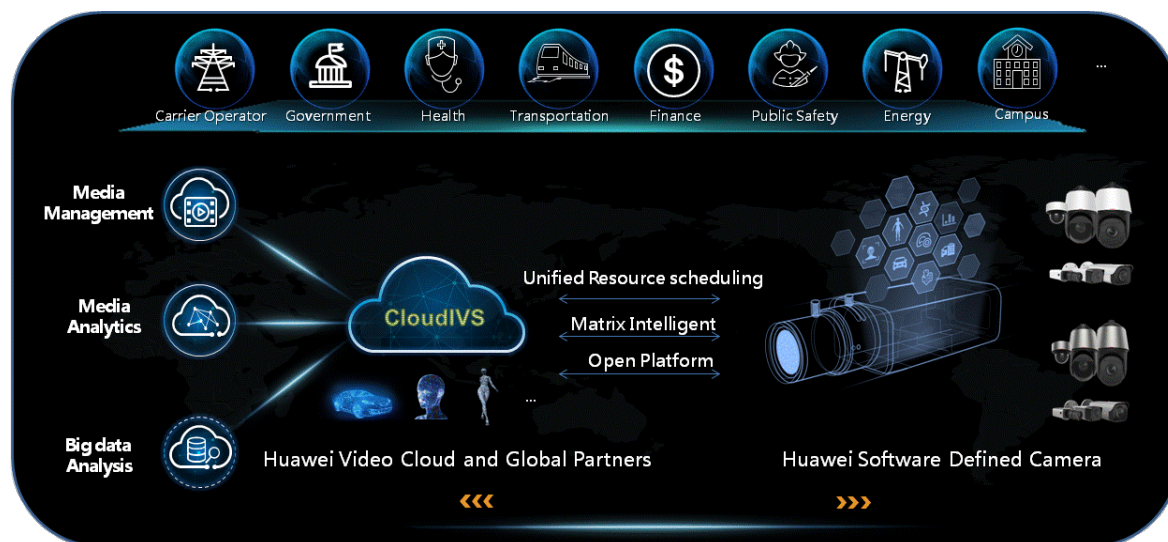 Carrier Operator
Government
Health
Transportation
Finance
Public Safety
Energy
Campus
...
Media
Management
Media
Analytics
Big data
Analysis
CloudIVS
...
Unified Resource scheduling
Matrix Intelligent
Open Platform
Huawei Video Cloud and Global Partners
Huawei Software Defined Camera